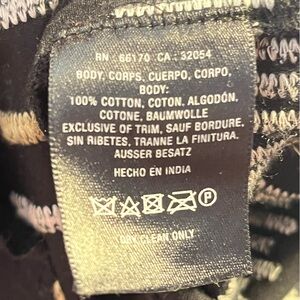 RN : 66170 CA : 32054
BODY, CORPS, CUERPO, CORPO,
BODY:
100% COTTON, COTON, ALGODÓN,
COTONE, BAUMWOLLE
EXCLUSIVE OF TRIM, SAUF BORDURE,
SIN RIBETES, TRANNE LA FINITURA,
AUSSER BESATZ
HECHO EN INDIA
P
DRY CLEAN ONLY